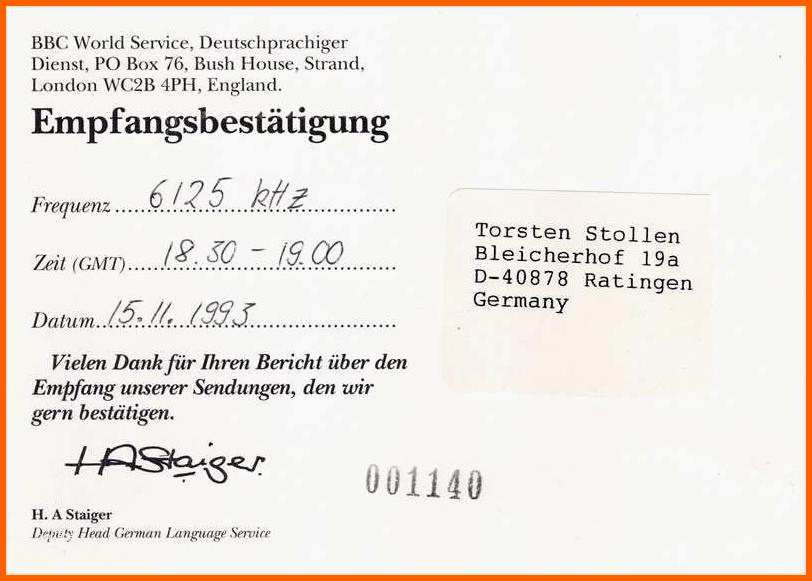 BBC World Service, Deutschprachiger
Dienst, PO Box 76, Bush House, Strand,
London WC2B 4PH, England.
Empfangsbestätigung
Frequenz 6125 kHz
Zeit (GMT) 18.30 - 19.00
Datum 15.11.1993
Vielen Dank für Ihren Bericht über den
Empfang unserer Sendungen, den wir
gern bestätigen.
H A Staiger
H. A Staiger
Deputy Head German Language Service
001140
Torsten Stollen
Bleicherhof 19a
D-40878 Ratingen
Germany